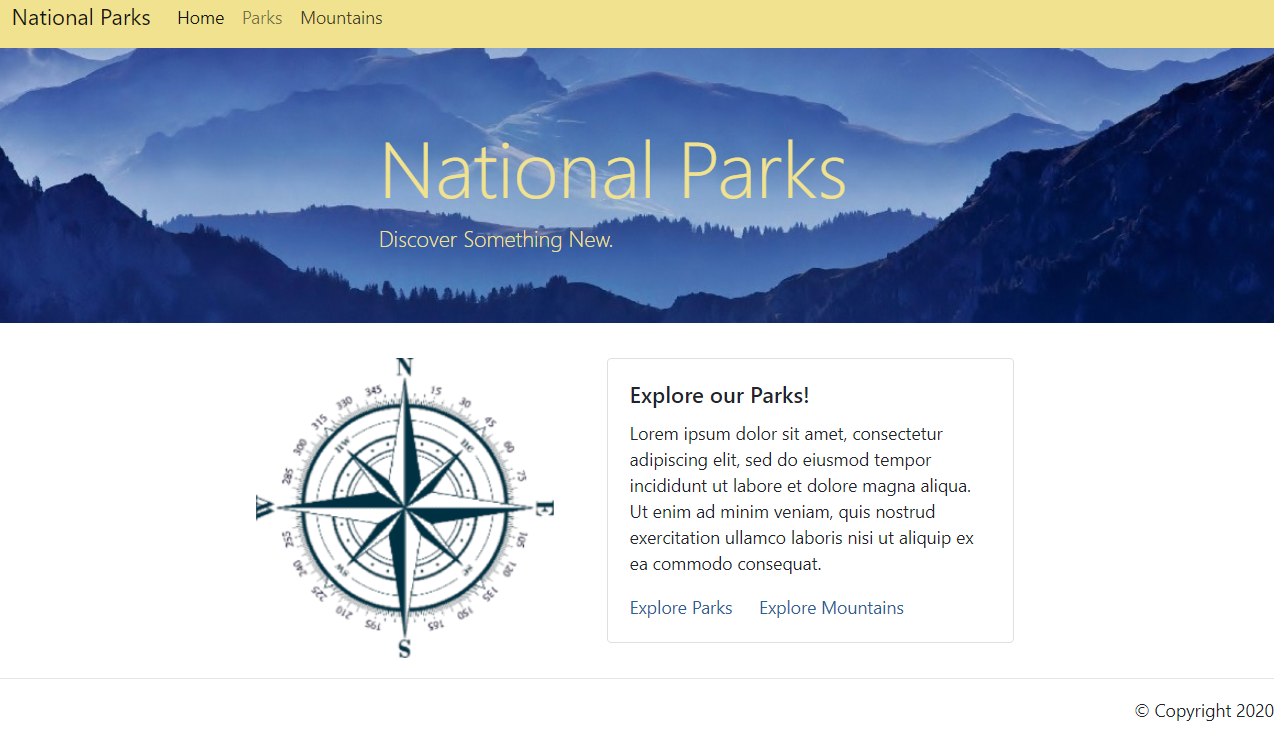 National Parks Home Parks Mountains
National Parks
Discover Something New.
N
345 15
330 30
315 45
nw ne
300 60
285 75
W E
255 105
240 120
sw se
225 135
210 150
195 165
S
Explore our Parks!
Lorem ipsum dolor sit amet, consectetur
adipiscing elit, sed do eiusmod tempor
incididunt ut labore et dolore magna aliqua.
Ut enim ad minim veniam, quis nostrud
exercitation ullamco laboris nisi ut aliquip ex
ea commodo consequat.
Explore Parks Explore Mountains
© Copyright 2020